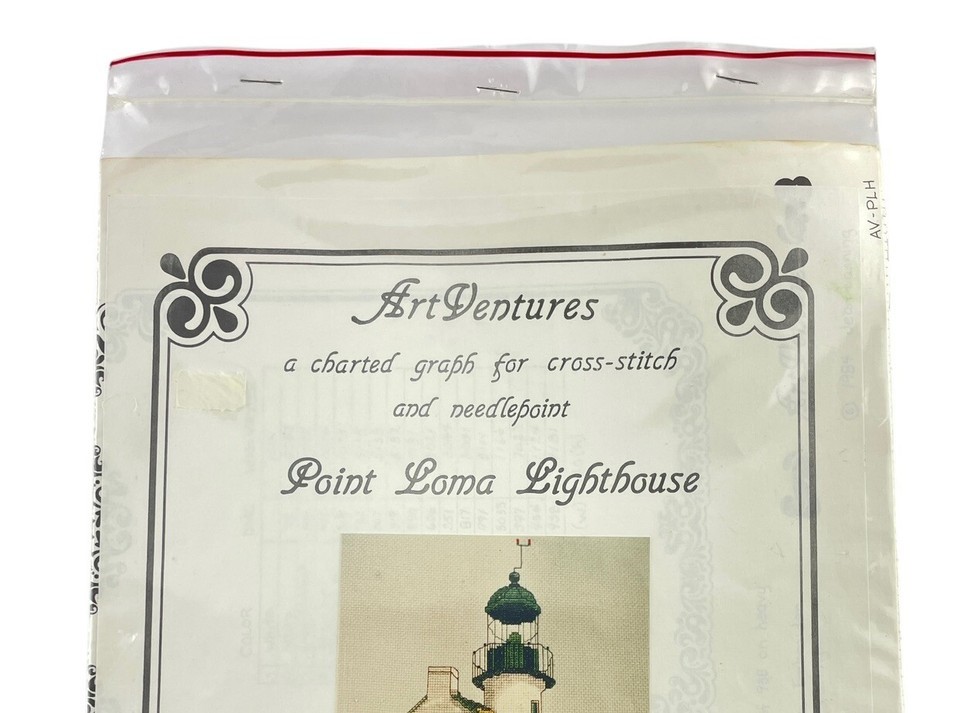 AV-PLH
ArtVentures
a charted graph for cross-stitch
and needlepoint
Point Loma Lighthouse